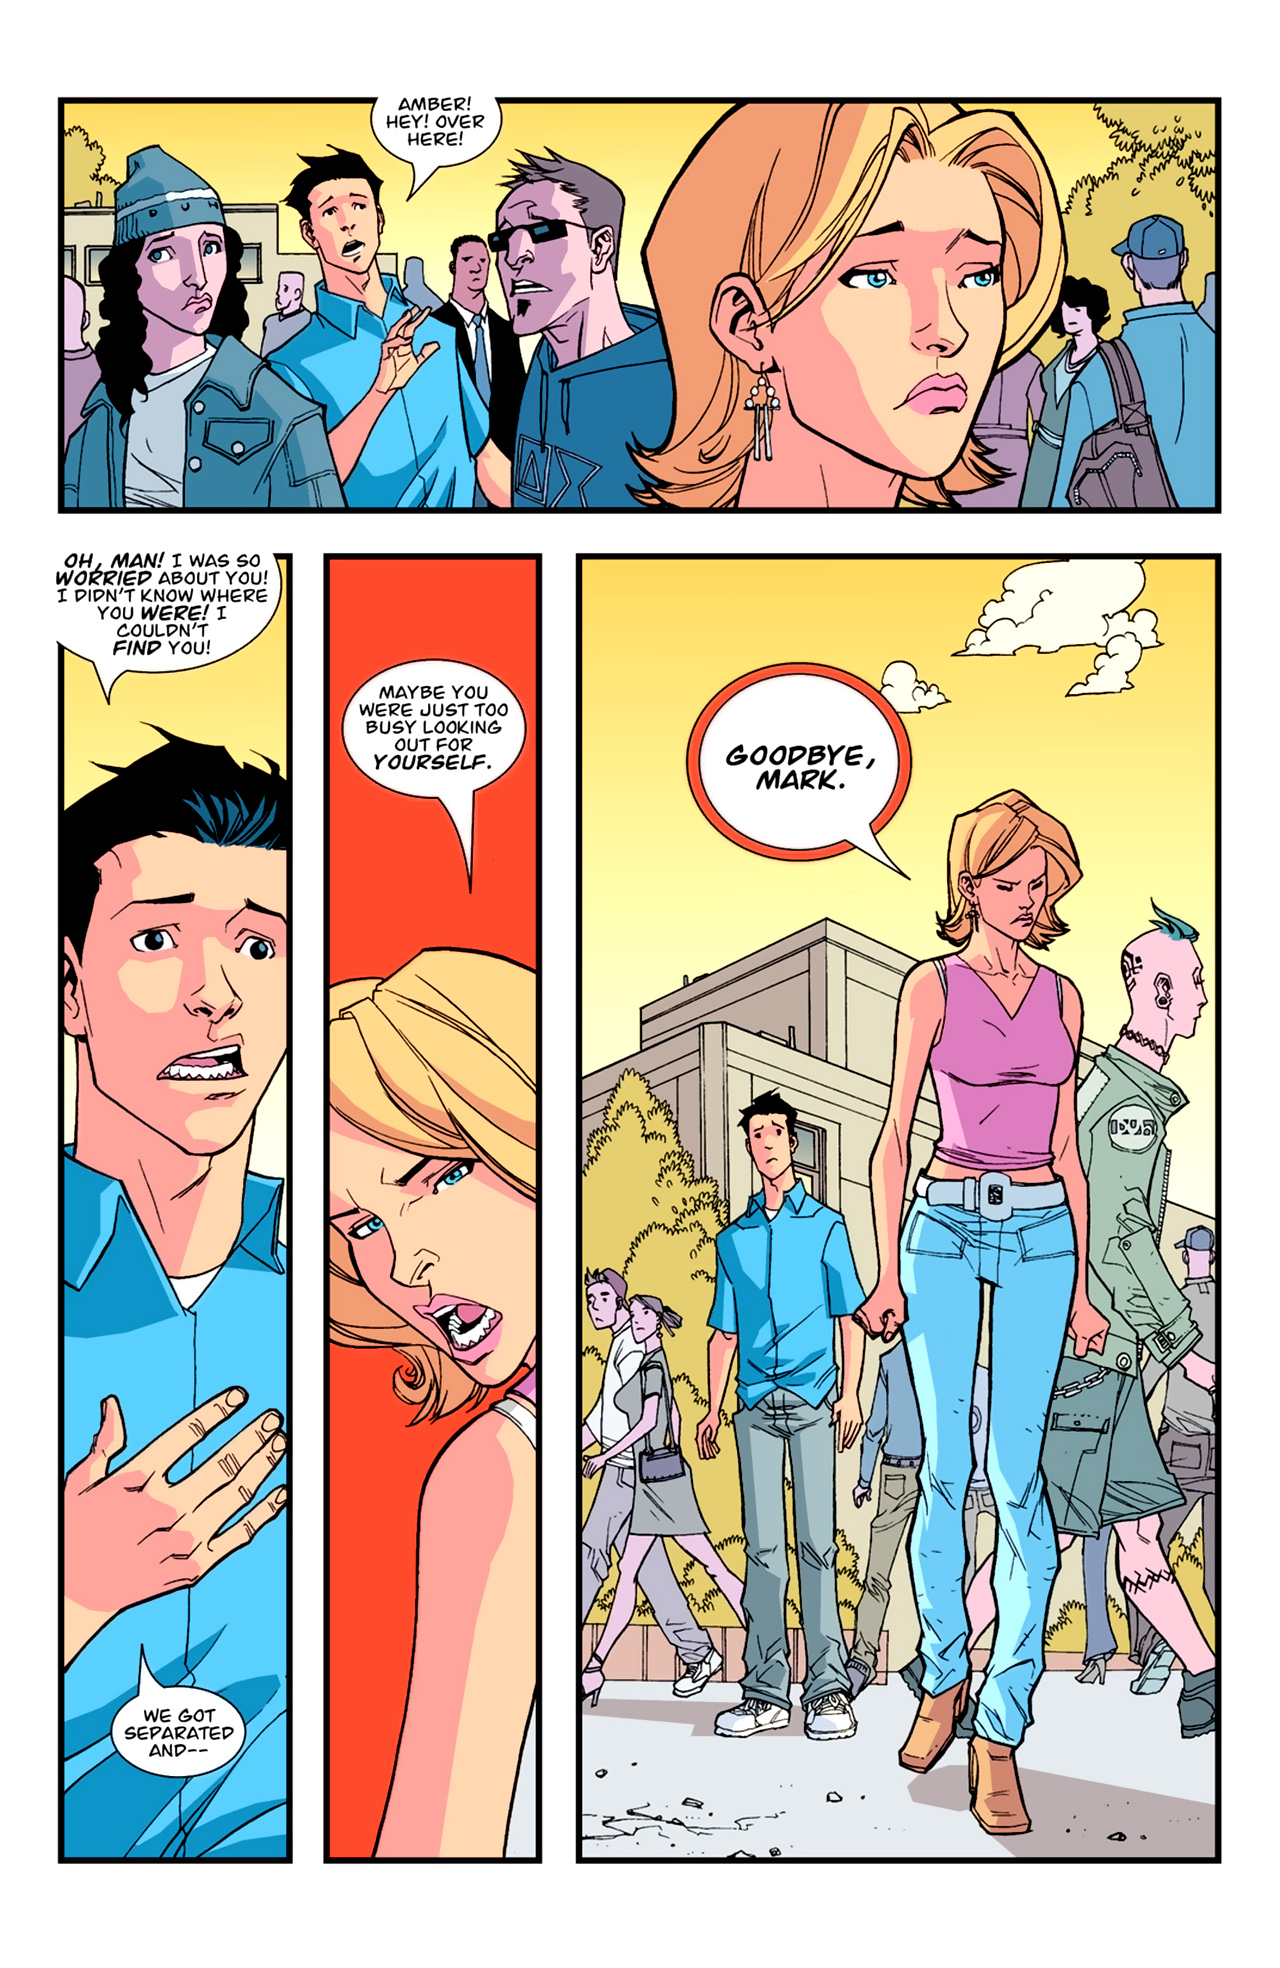 AMBER!
HEY! OVER
HERE!
DUH
OH, MAN! I WAS SO
WORRIED ABOUT YOU!
I DIDN'T KNOW WHERE
YOU WERE! I
COULDN'T
FIND YOU!
WE GOT
SEPARATED
AND--
MAYBE YOU
WERE JUST TOO
BUSY LOOKING
OUT FOR
YOURSELF.
GOODBYE,
MARK.